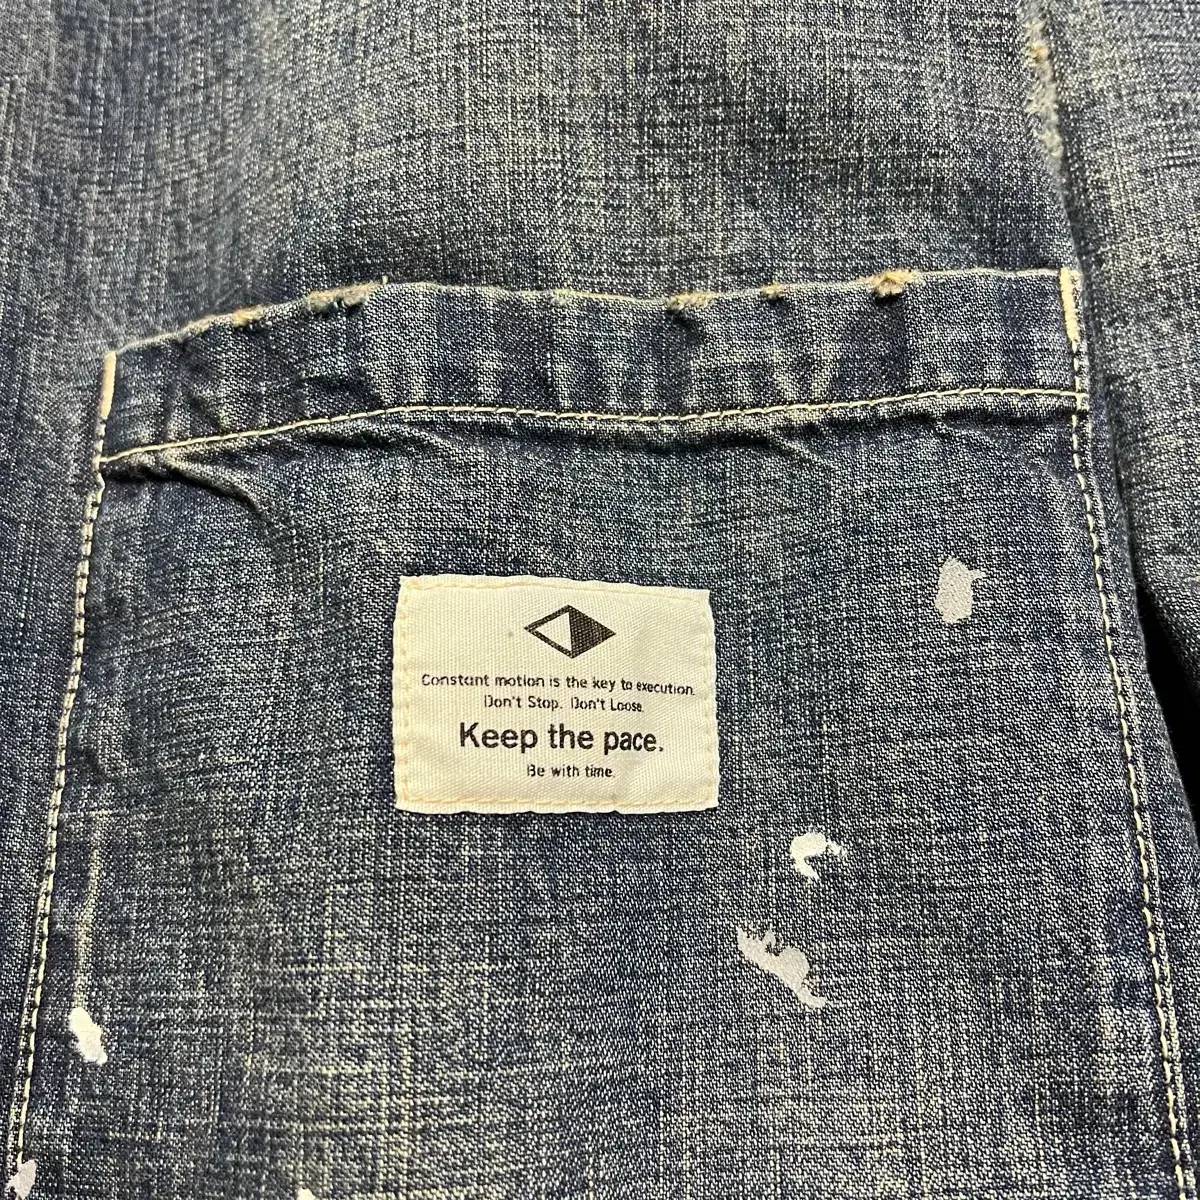 Constant motion is the key to execution.
Don't Stop. Don't Loose.
Keep the pace.
Be with time.